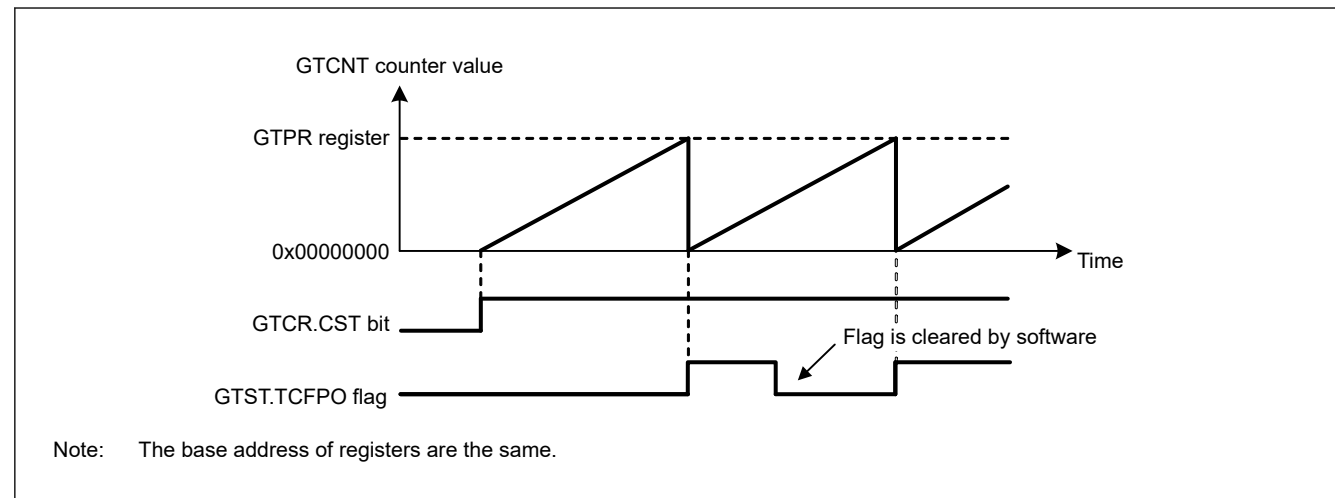 GTCNT counter value
GTPR register
0x00000000
Time
GTCR.CST bit
Flag is cleared by software
GTST.TCFPO flag
Note: The base address of registers are the same.